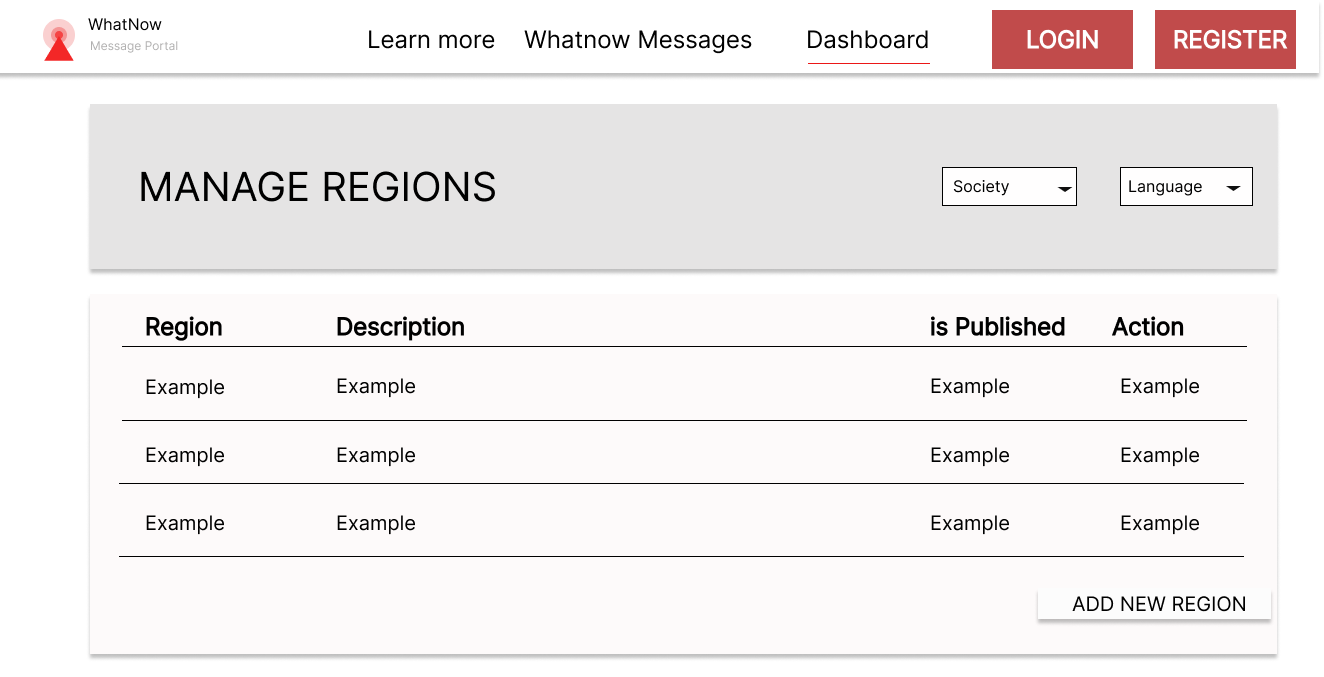 WhatNow
Message Portal
Learn more Whatnow Messages Dashboard LOGIN REGISTER
MANAGE REGIONS Society Language
Region Description is Published Action
Example Example Example Example
Example Example Example Example
Example Example Example Example
ADD NEW REGION